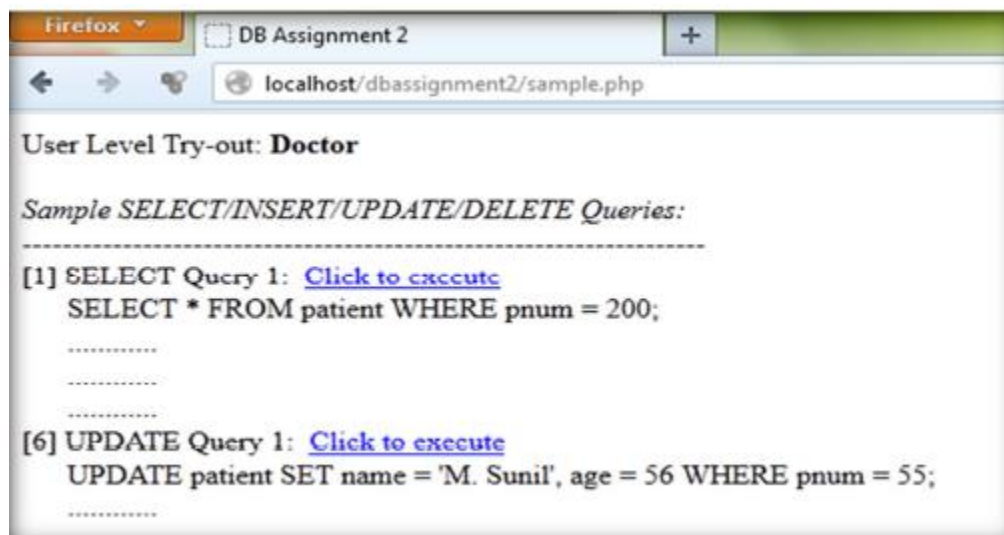 Firefox
DB Assignment 2
+
localhost/dbassignment2/sample.php
User Level Try-out: Doctor
Sample SELECT/INSERT/UPDATE/DELETE Queries:
--------------------------------------------------------------------
[1] SELECT Query 1: Click to execute
SELECT * FROM patient WHERE pnum = 200;
............
............
............
[6] UPDATE Query 1: Click to execute
UPDATE patient SET name = 'M. Sunil', age = 56 WHERE pnum = 55;
............